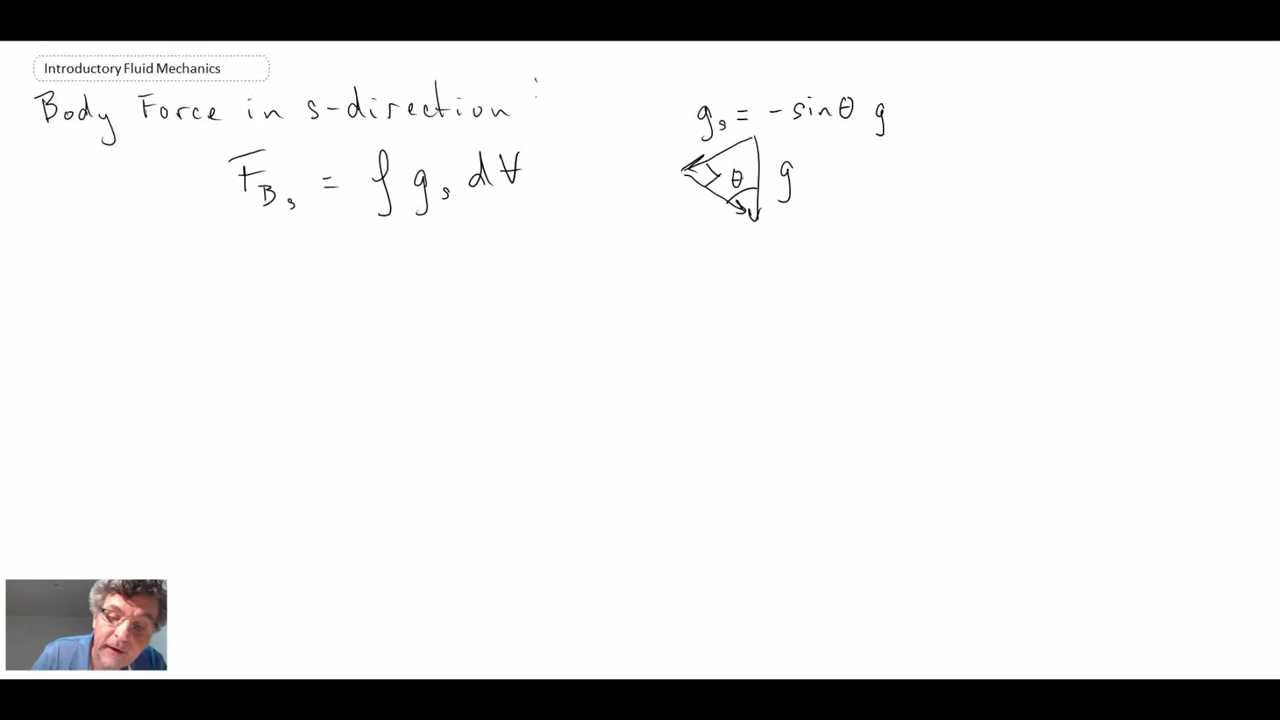 Introductory Fluid Mechanics
Body Force in s-direction :
g_s = - sinθ g
F_Bs = ρ g_s dV̶
θ g